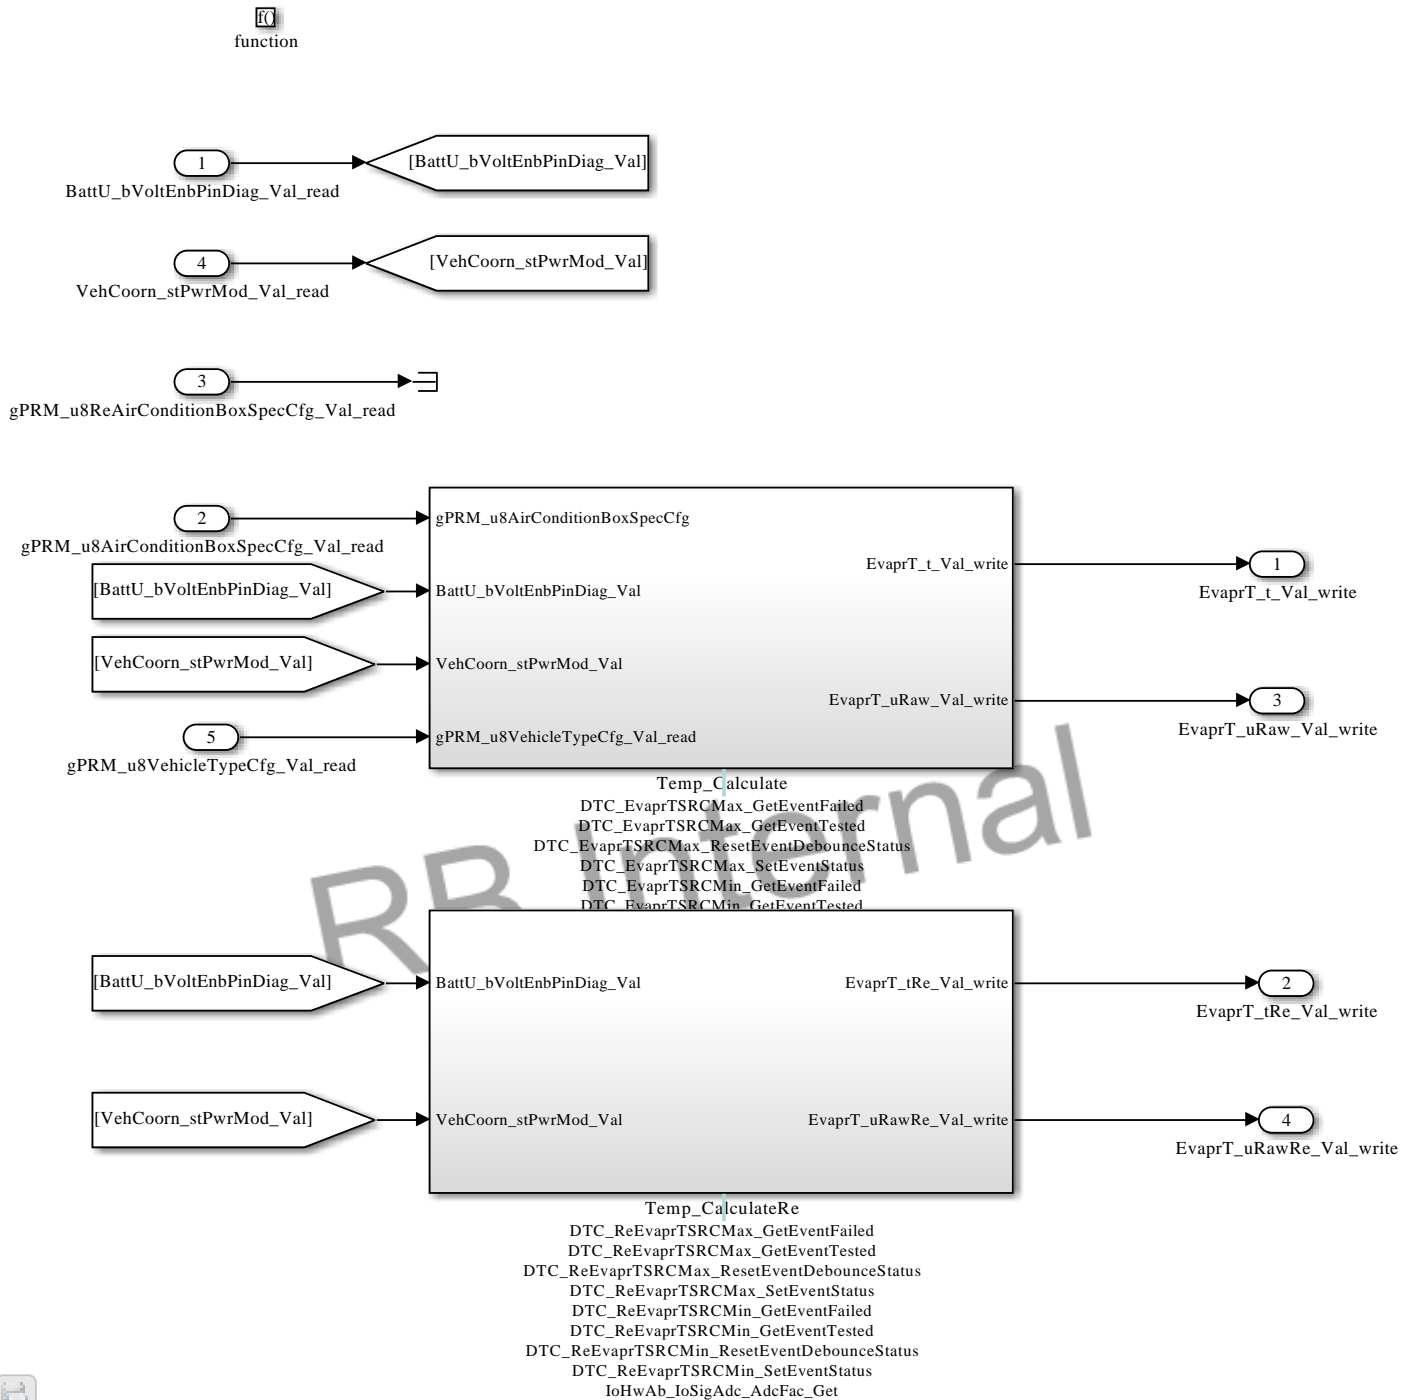 f()
function
1
[BattU_bVoltEnbPinDiag_Val]
BattU_bVoltEnbPinDiag_Val_read
4
[VehCoorn_stPwrMod_Val]
VehCoorn_stPwrMod_Val_read
3
gPRM_u8ReAirConditionBoxSpecCfg_Val_read
2
gPRM_u8AirConditionBoxSpecCfg_Val_read
[BattU_bVoltEnbPinDiag_Val]
[VehCoorn_stPwrMod_Val]
5
gPRM_u8VehicleTypeCfg_Val_read
gPRM_u8AirConditionBoxSpecCfg
BattU_bVoltEnbPinDiag_Val
VehCoorn_stPwrMod_Val
gPRM_u8VehicleTypeCfg_Val_read
EvaprT_t_Val_write
EvaprT_uRaw_Val_write
1
EvaprT_t_Val_write
3
EvaprT_uRaw_Val_write
Temp_Calculate
DTC_EvaprTSRCMax_GetEventFailed
DTC_EvaprTSRCMax_GetEventTested
DTC_EvaprTSRCMax_ResetEventDebounceStatus
DTC_EvaprTSRCMax_SetEventStatus
DTC_EvaprTSRCMin_GetEventFailed
DTC_EvaprTSRCMin_GetEventTested
RB Internal
[BattU_bVoltEnbPinDiag_Val]
[VehCoorn_stPwrMod_Val]
BattU_bVoltEnbPinDiag_Val
VehCoorn_stPwrMod_Val
EvaprT_tRe_Val_write
EvaprT_uRawRe_Val_write
2
EvaprT_tRe_Val_write
4
EvaprT_uRawRe_Val_write
Temp_CalculateRe
DTC_ReEvaprTSRCMax_GetEventFailed
DTC_ReEvaprTSRCMax_GetEventTested
DTC_ReEvaprTSRCMax_ResetEventDebounceStatus
DTC_ReEvaprTSRCMax_SetEventStatus
DTC_ReEvaprTSRCMin_GetEventFailed
DTC_ReEvaprTSRCMin_GetEventTested
DTC_ReEvaprTSRCMin_ResetEventDebounceStatus
DTC_ReEvaprTSRCMin_SetEventStatus
IoHwAb_IoSigAdc_AdcFac_Get